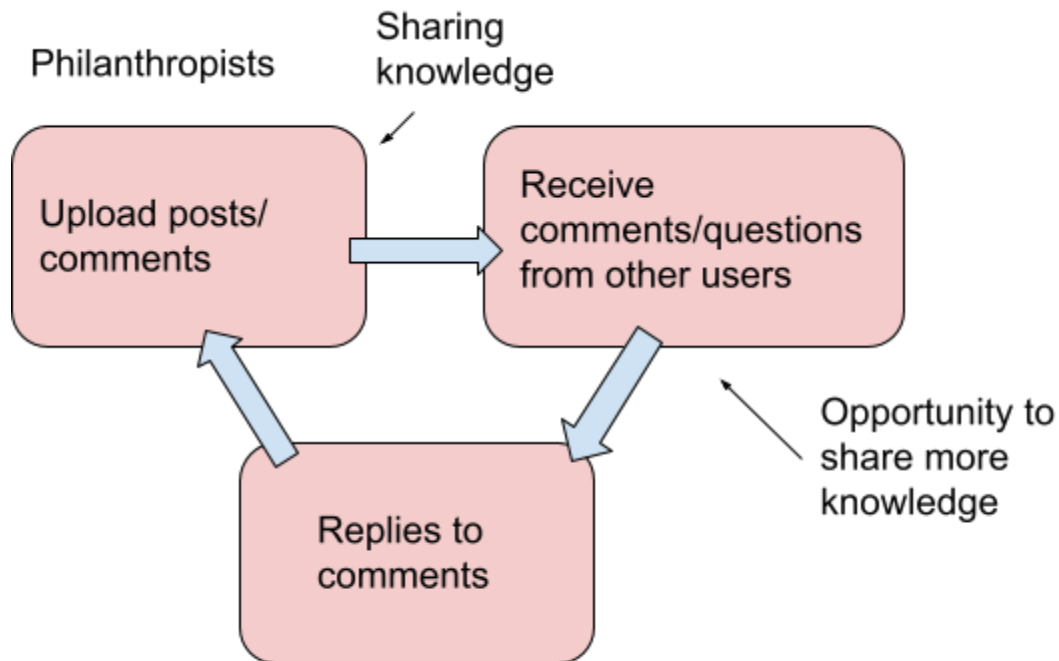 Philanthropists
Sharing
knowledge
Upload posts/
comments
Receive
comments/questions
from other users
Opportunity to
share more
knowledge
Replies to
comments